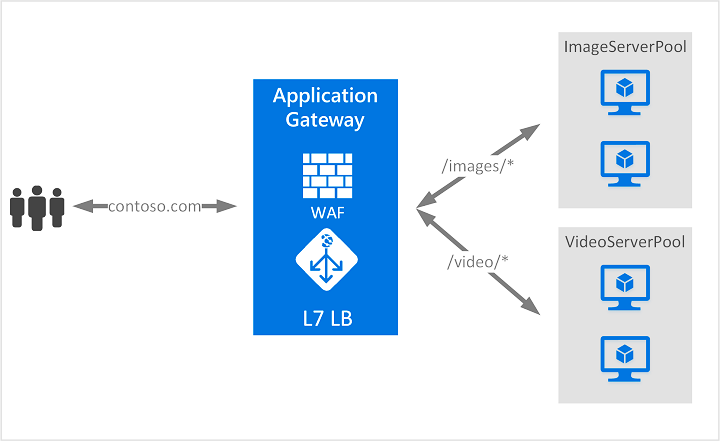 contoso.com
Application
Gateway
WAF
L7 LB
/images/*
/video/*
ImageServerPool
VideoServerPool